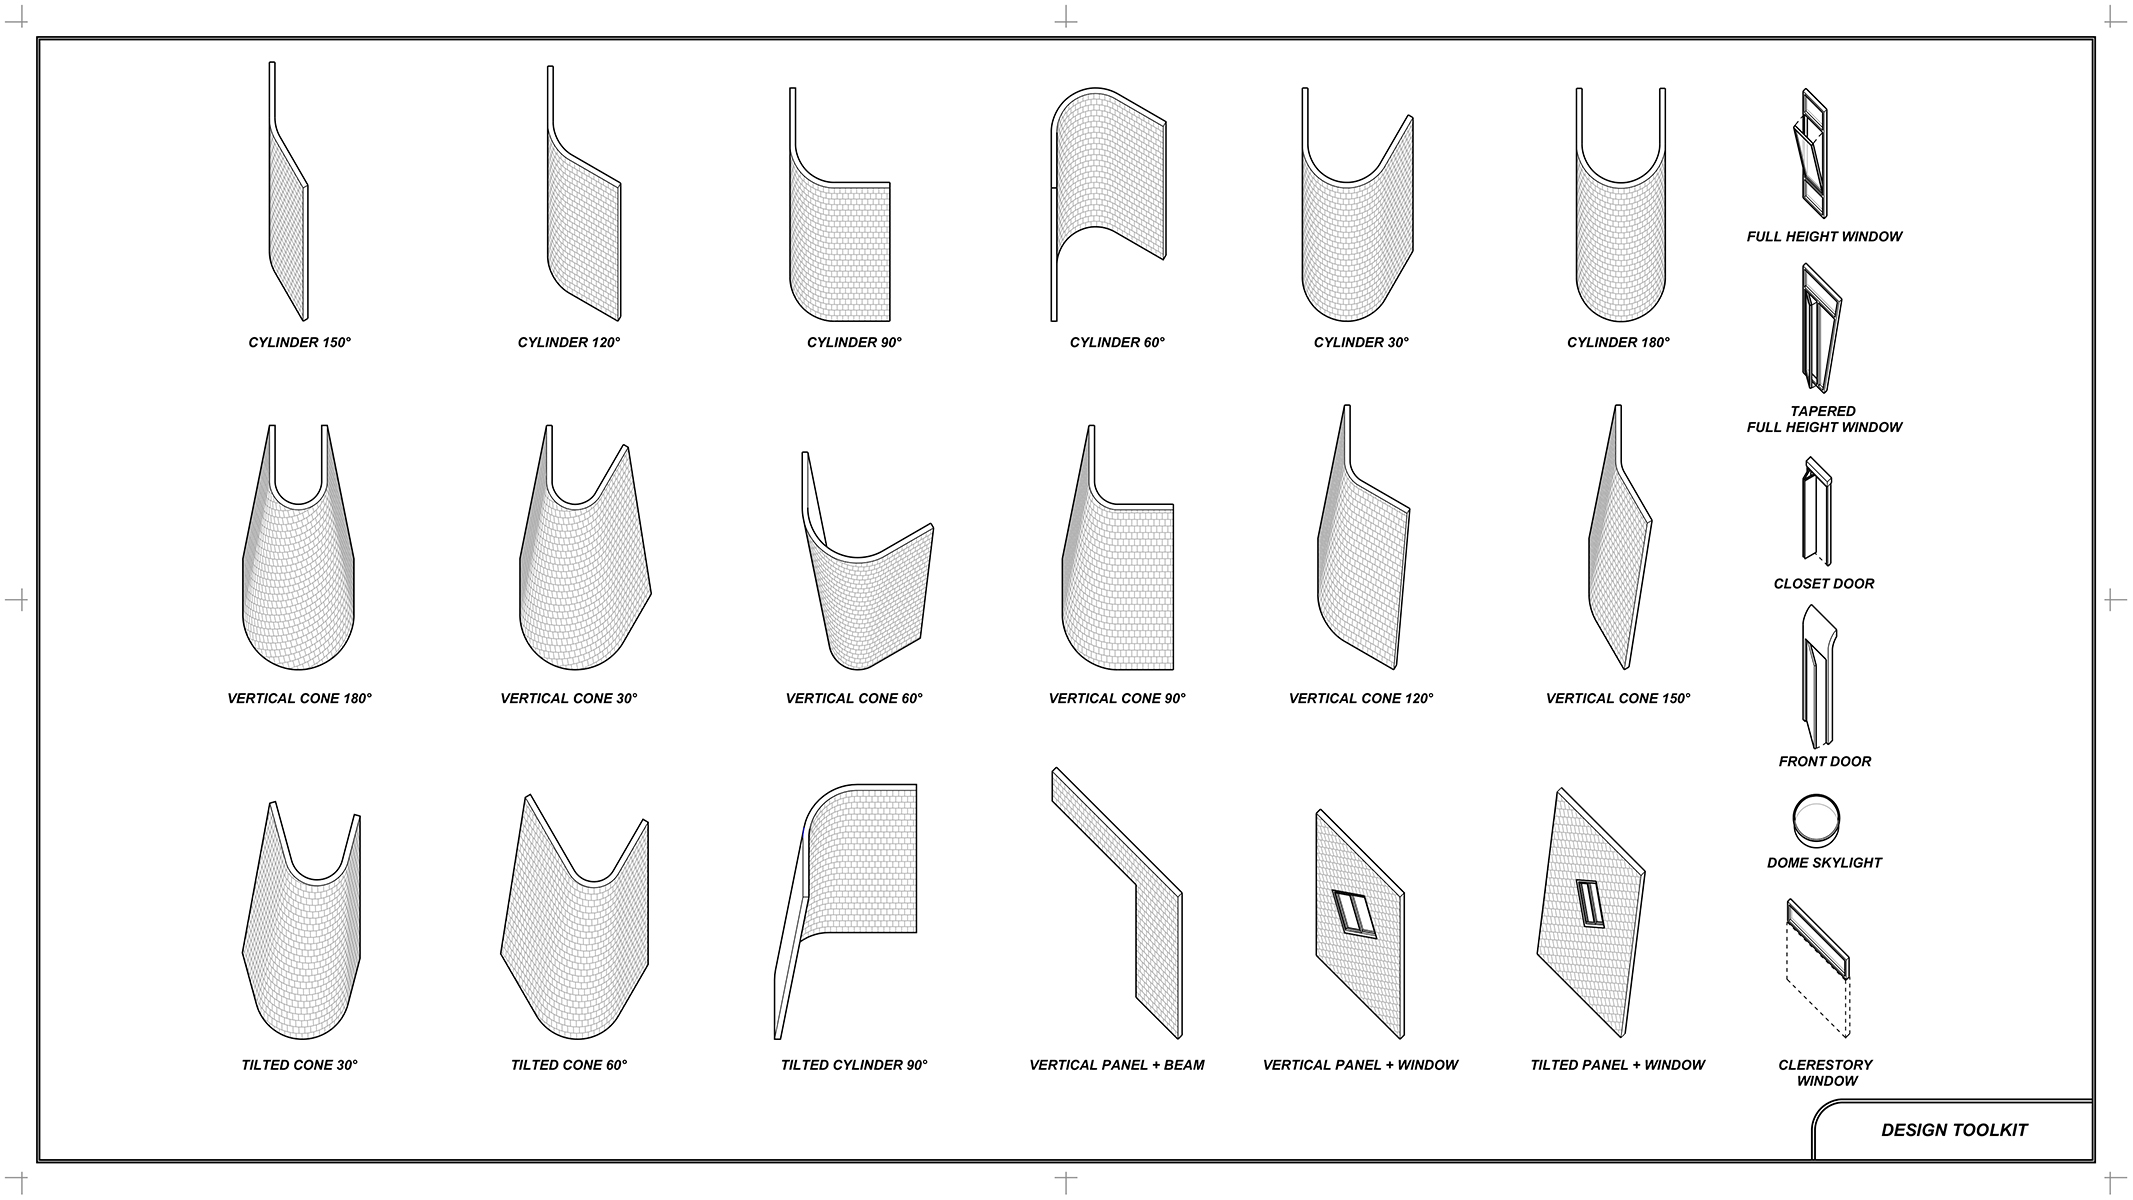 FULL HEIGHT WINDOW
CYLINDER 150°
CYLINDER 120°
CYLINDER 90°
CYLINDER 60°
CYLINDER 30°
CYLINDER 180°
TAPERED
FULL HEIGHT WINDOW
CLOSET DOOR
VERTICAL CONE 180°
VERTICAL CONE 30°
VERTICAL CONE 60°
VERTICAL CONE 90°
VERTICAL CONE 120°
VERTICAL CONE 150°
FRONT DOOR
DOME SKYLIGHT
TILTED CONE 30°
TILTED CONE 60°
TILTED CYLINDER 90°
VERTICAL PANEL + BEAM
VERTICAL PANEL + WINDOW
TILTED PANEL + WINDOW
CLERESTORY
WINDOW
DESIGN TOOLKIT